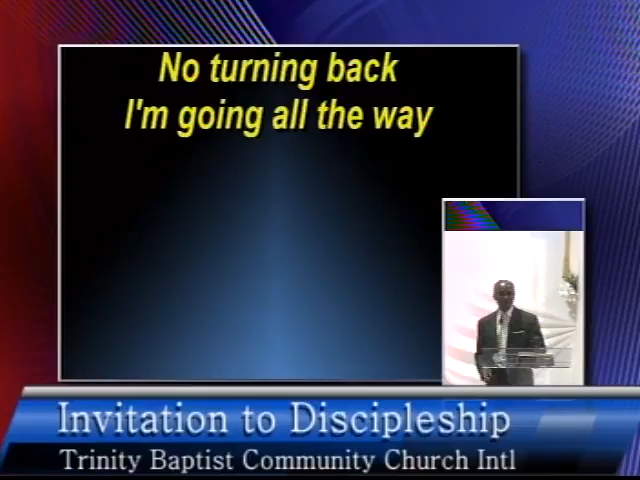 No turning back
I'm going all the way
Invitation to Discipleship
Trinity Baptist Community Church Intl